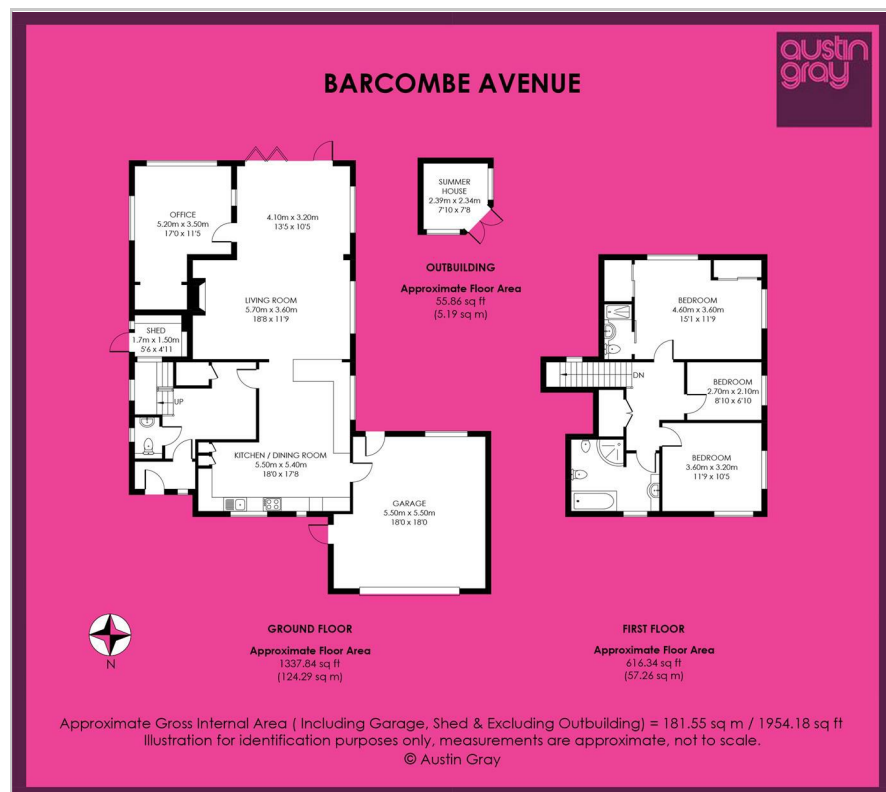 austin
gray
BARCOMBE AVENUE
OFFICE
5.20m x 3.50m
17'0 x 11'5
4.10m x 3.20m
13'5 x 10'5
LIVING ROOM
5.70m x 3.60m
18'8 x 11'9
SHED
1.7m x 1.50m
5'6 x 4'11
UP
KITCHEN / DINING ROOM
5.50m x 5.40m
18'0 x 17'8
GARAGE
5.50m x 5.50m
18'0 x 18'0
SUMMER
HOUSE
2.39m x 2.34m
7'10 x 7'8
OUTBUILDING
Approximate Floor Area
55.86 sq ft
(5.19 sq m)
BEDROOM
4.60m x 3.60m
15'1 x 11'9
DN
BEDROOM
2.70m x 2.10m
8'10 x 6'10
BEDROOM
3.60m x 3.20m
11'9 x 10'5
N
GROUND FLOOR
Approximate Floor Area
1337.84 sq ft
(124.29 sq m)
FIRST FLOOR
Approximate Floor Area
616.34 sq ft
(57.26 sq m)
Approximate Gross Internal Area ( Including Garage, Shed & Excluding Outbuilding) = 181.55 sq m / 1954.18 sq ft
Illustration for identification purposes only, measurements are approximate, not to scale.
© Austin Gray